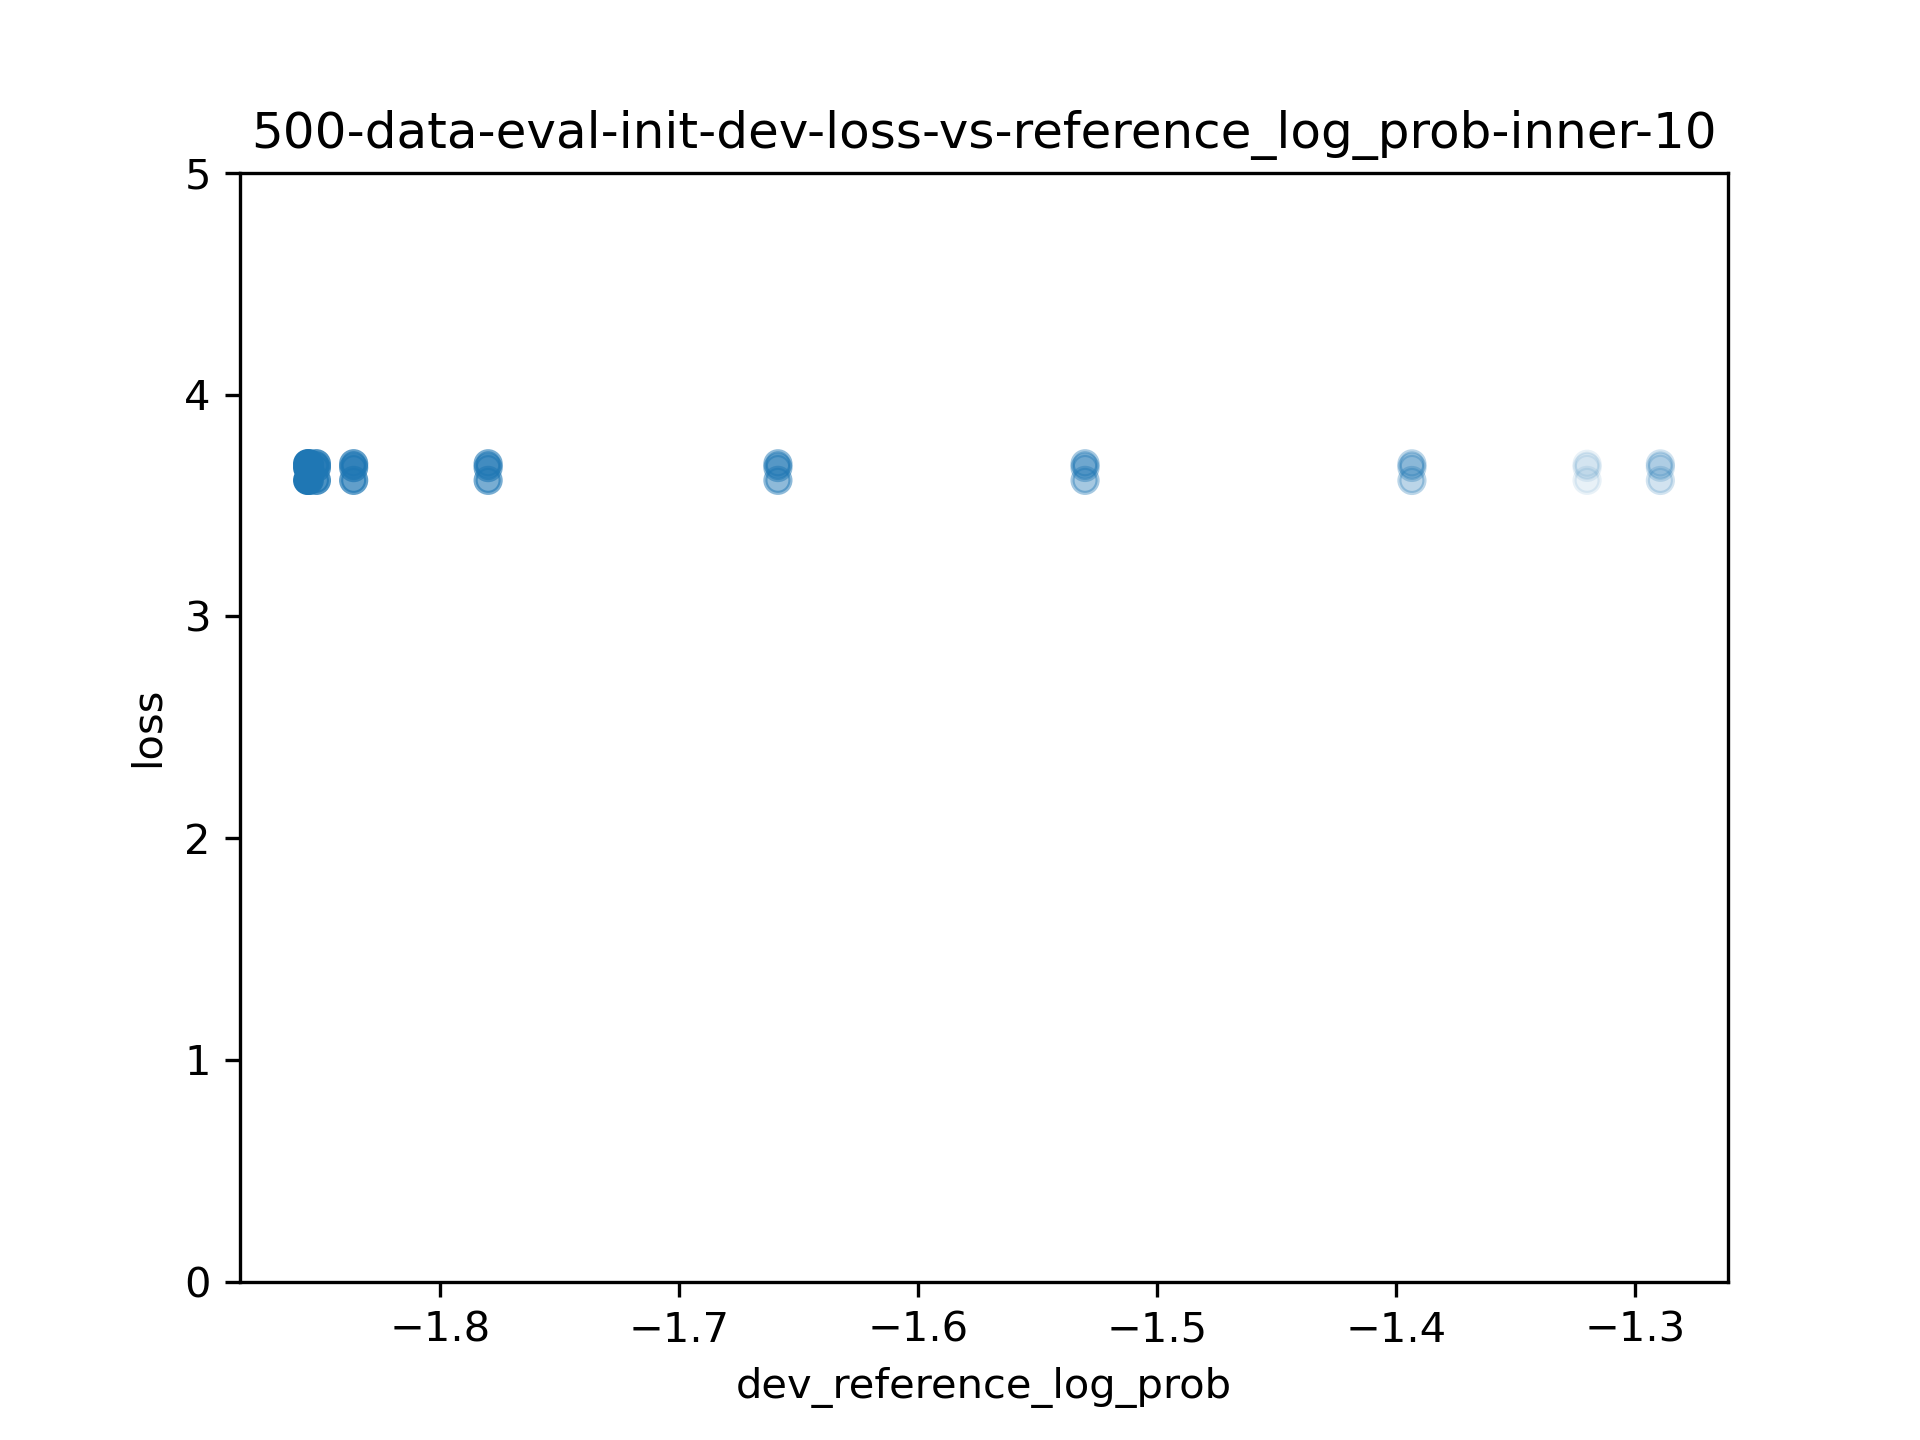 500-data-eval-init-dev-loss-vs-reference_log_prob-inner-10
5
4
3
2
1
0
loss
−1.8 −1.7 −1.6 −1.5 −1.4 −1.3
dev_reference_log_prob